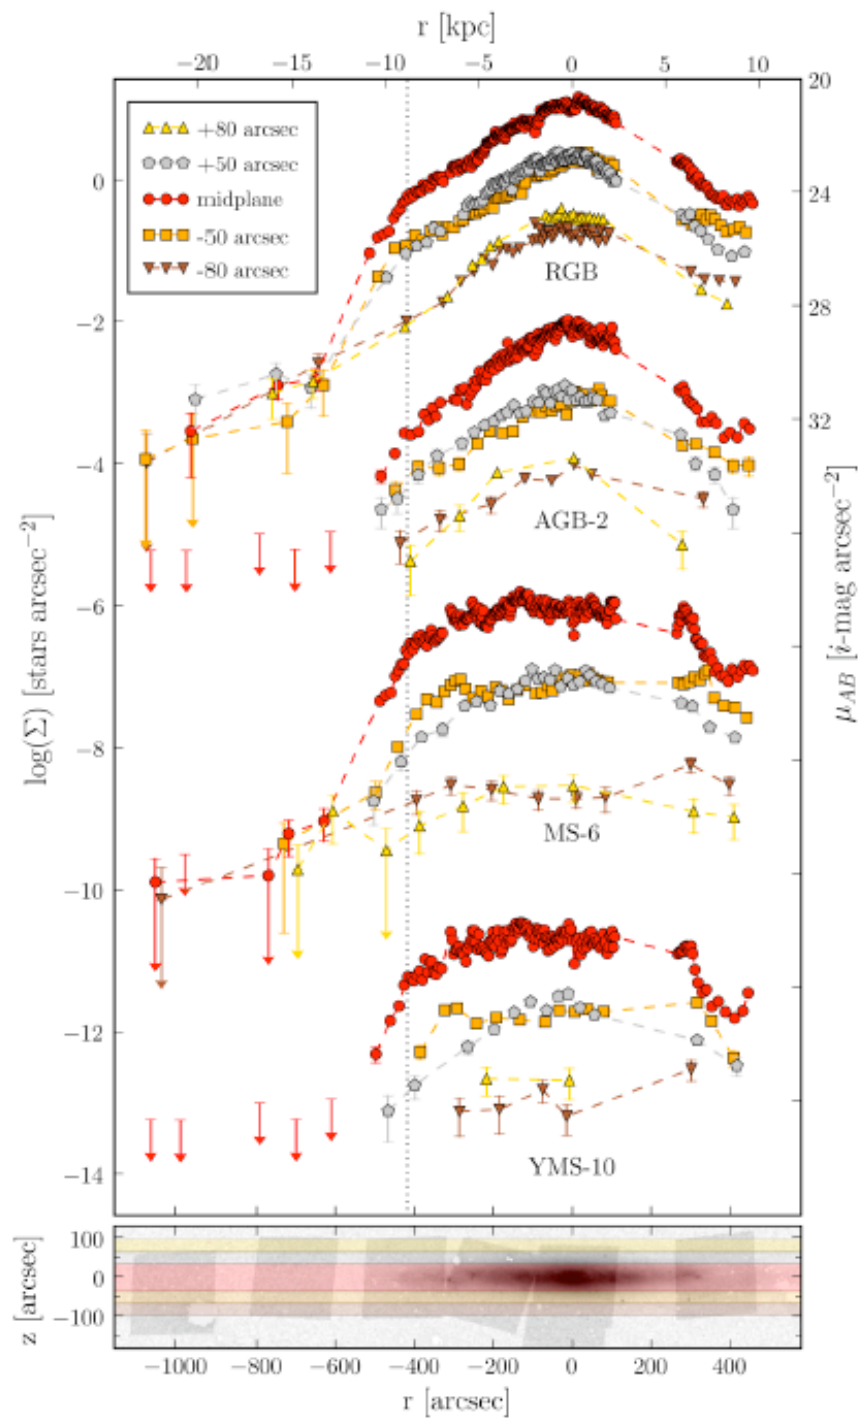 r [kpc]
−20 −15 −10 −5 0 5 10
20
+80 arcsec
+50 arcsec
midplane
-50 arcsec
-80 arcsec
0
24
RGB
−2
28
32
−4
AGB-2
log(Σ) [stars arcsec⁻²]
μ_AB [i-mag arcsec⁻²]
−6
−8
MS-6
−10
−12
YMS-10
−14
z [arcsec]
100
0
−100
−1000 −800 −600 −400 −200 0 200 400
r [arcsec]